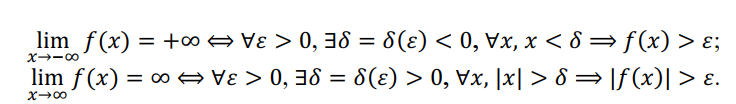 lim_{x→−∞} f(x) = +∞ ⇔ ∀ε > 0, ∃δ = δ(ε) < 0, ∀x, x < δ ⟹ f(x) > ε;
lim_{x→∞} f(x) = ∞ ⇔ ∀ε > 0, ∃δ = δ(ε) > 0, ∀x, |x| > δ ⟹ |f(x)| > ε.